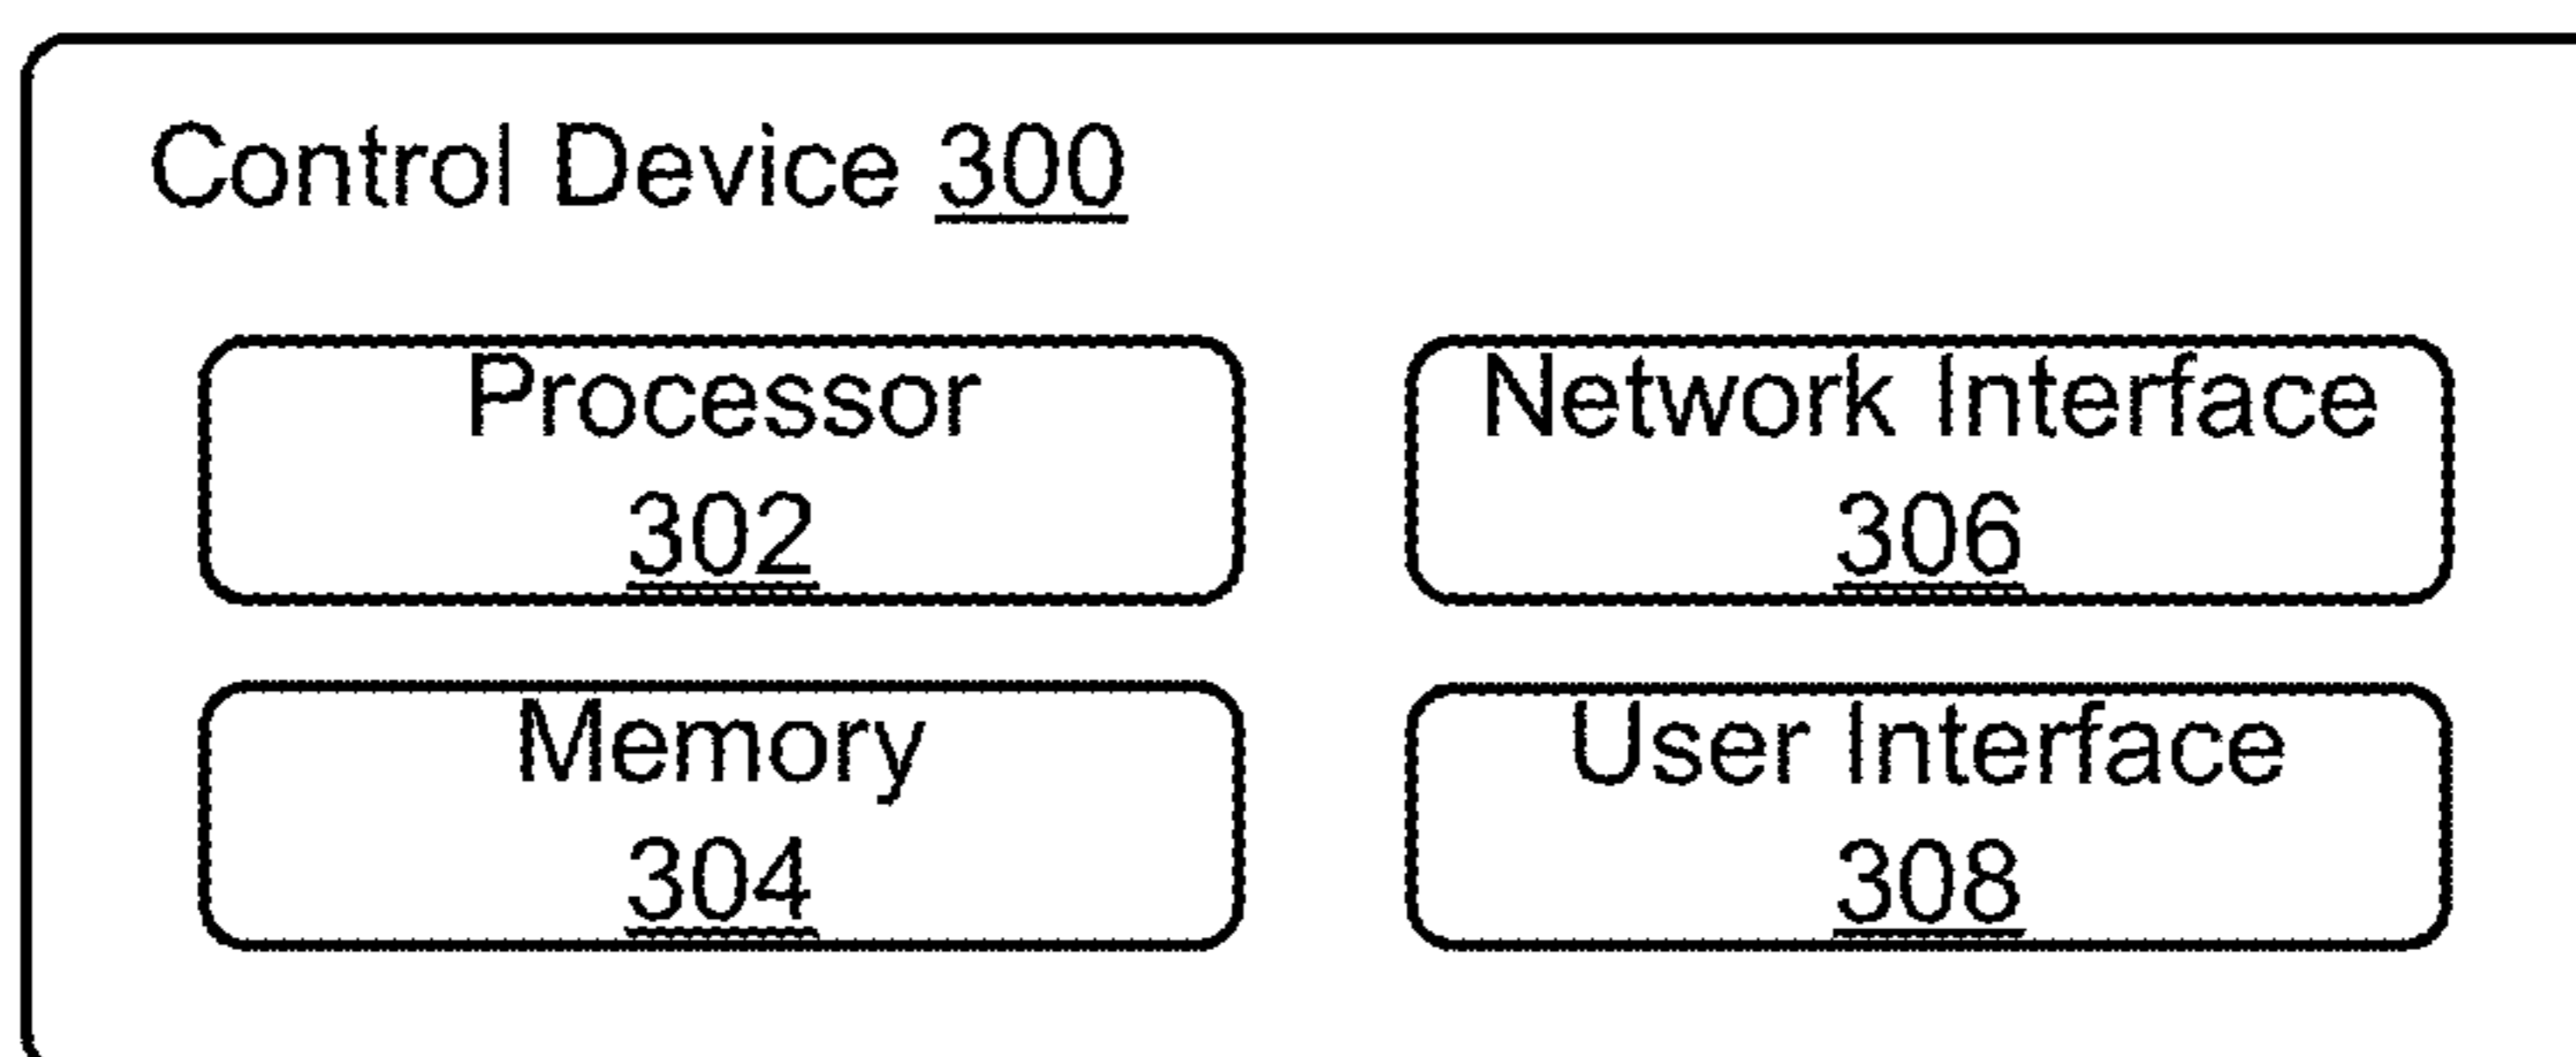 Control Device 300
Processor
302
Network Interface
306
Memory
304
User Interface
308